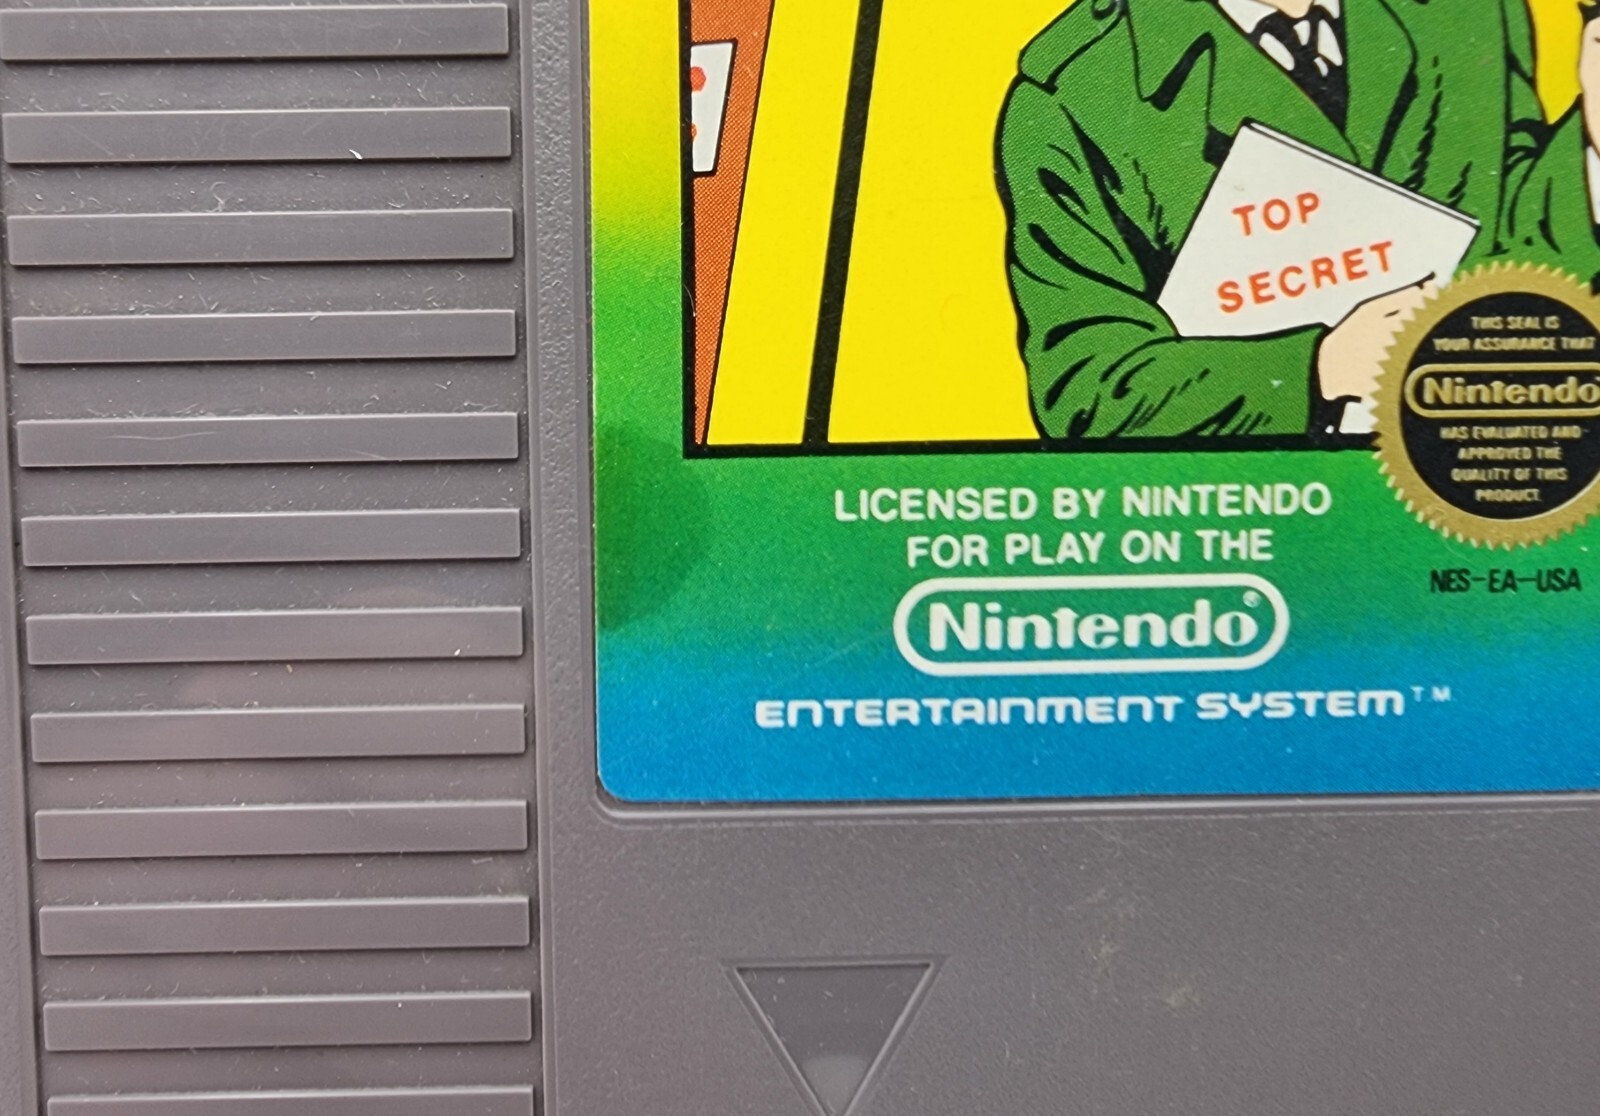 TOP
SECRET
THIS SEAL IS
YOUR ASSURANCE THAT
Nintendo
HAS EVALUATED AND
APPROVED THE
QUALITY OF THIS
PRODUCT.
LICENSED BY NINTENDO
FOR PLAY ON THE
Nintendo®
ENTERTAINMENT SYSTEM™
NES-EA-USA